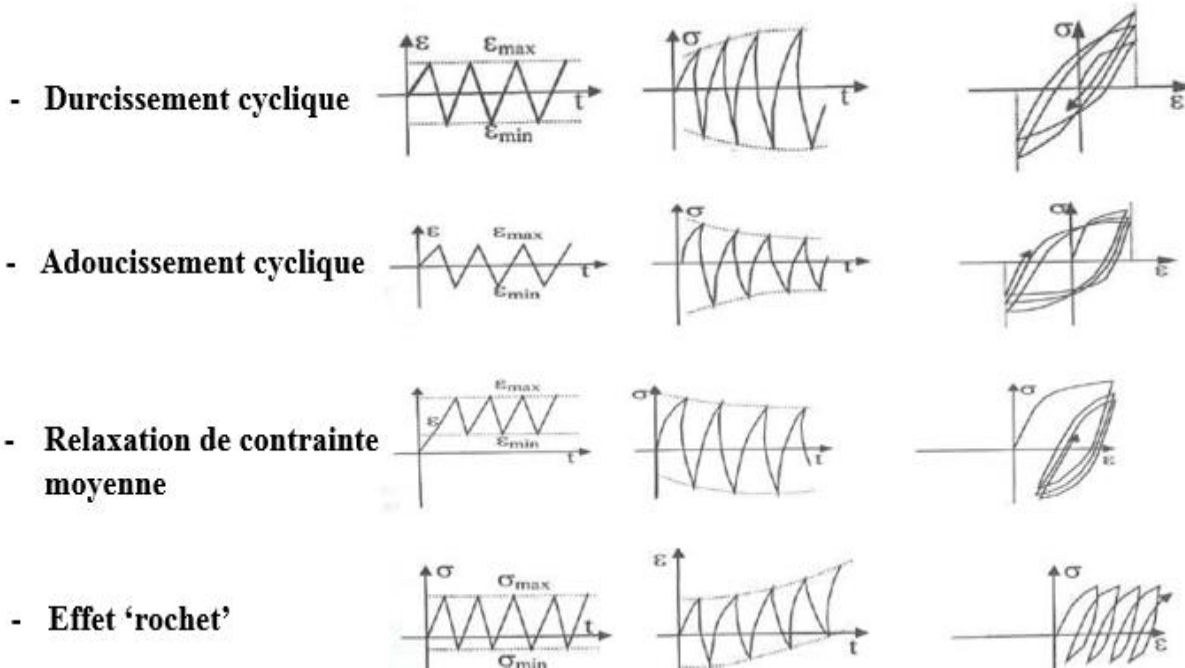 - Durcissement cyclique
ε εmax t εmin
σ t
σ ε
- Adoucissement cyclique
ε εmax t εmin
σ t
σ ε
- Relaxation de contrainte
moyenne
εmax ε εmin t
σ t
σ ε
- Effet ‘rochet’
σ σmax t σmin
ε t
σ ε